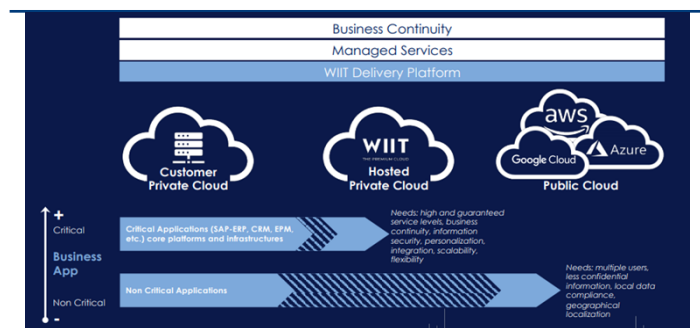 Business Continuity
Managed Services
WIIT Delivery Platform
Customer
Private Cloud
WIIT
THE PREMIUM CLOUD
Hosted
Private Cloud
aws
Google Cloud
Azure
Public Cloud
+
Critical
Business
App
Non Critical
-
Critical Applications (SAP-ERP, CRM, EPM,
etc.) core platforms and infrastructures
Needs: high and guaranteed
service levels, business
continuity, information
security, personalization,
integration, scalability,
flexibility
Non Critical Applications
Needs: multiple users,
less confidential
information, local data
compliance,
geographical
localization